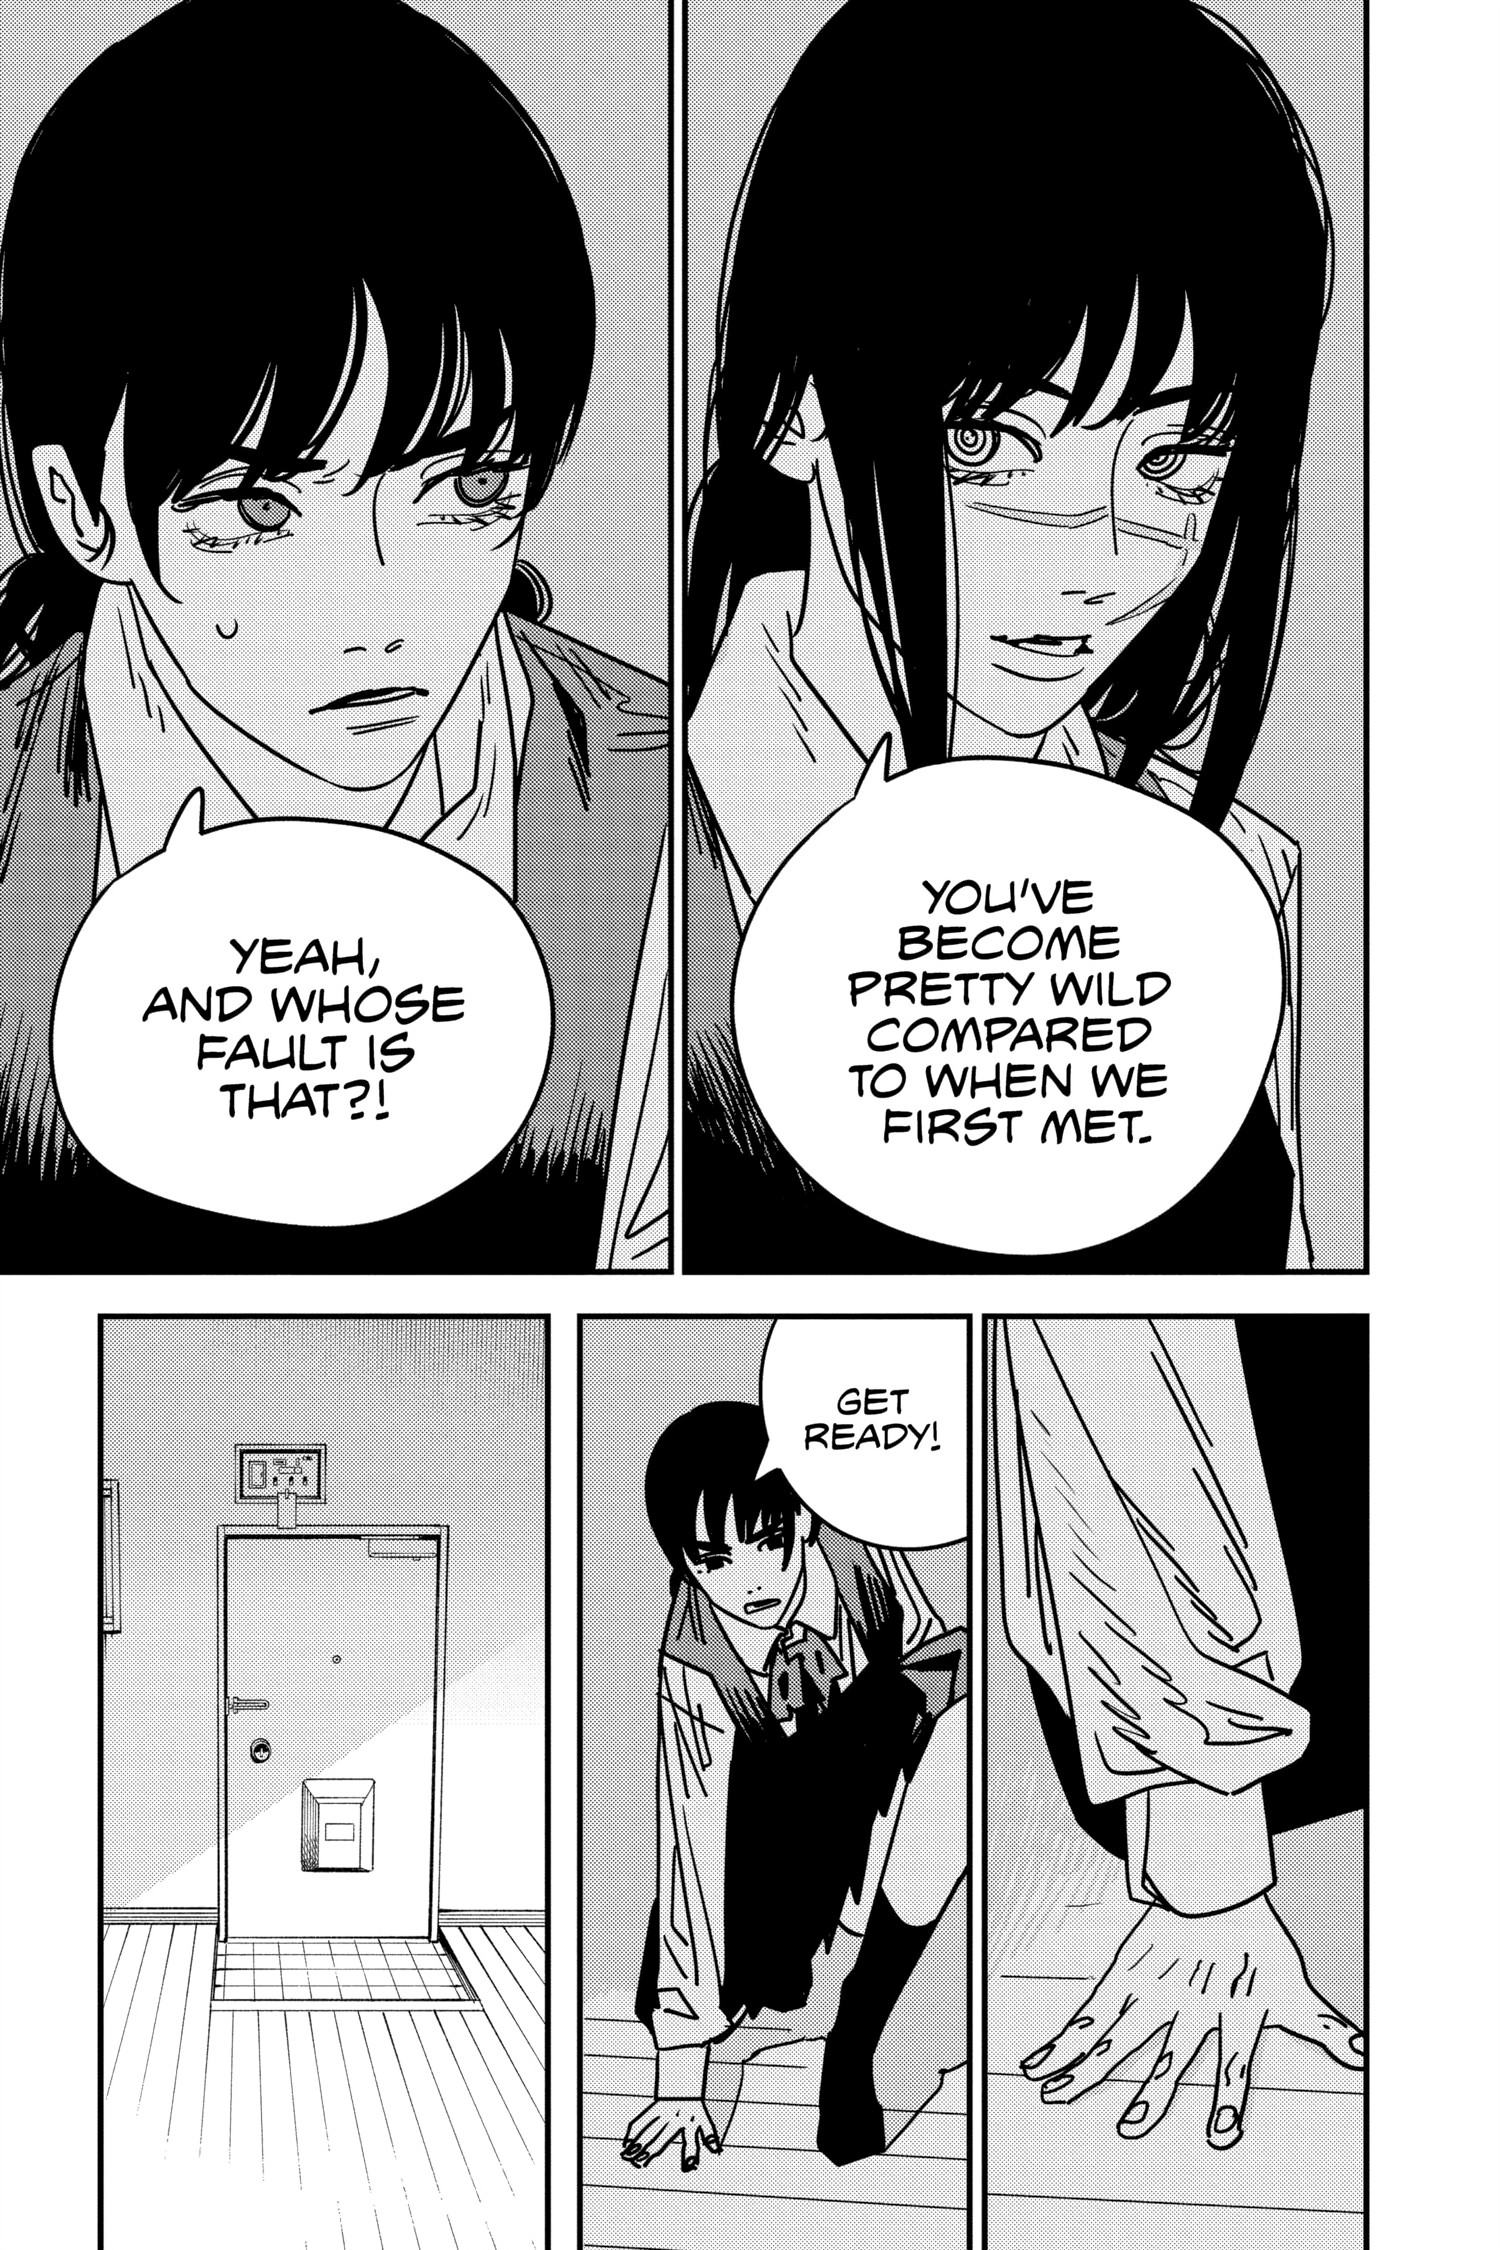 YOU'VE
BECOME
PRETTY WILD
COMPARED
TO WHEN WE
FIRST MET.
YEAH,
AND WHOSE
FAULT IS
THAT?!
GET
READY!